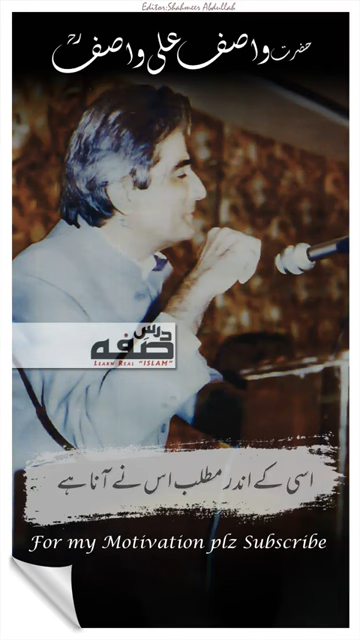 Editor:Shahmeer Abdullah
حضرت واصف علی واصفؒ
درس
صفہ
LEARN REAL "ISLAM"
اسی کے اندر مطلب اس نے آنا ہے
For my Motivation plz Subscribe